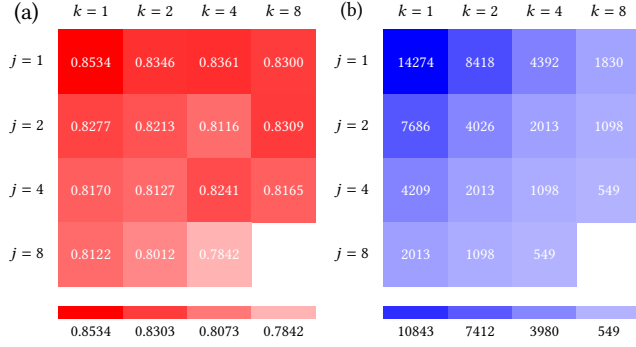 (a) k = 1 k = 2 k = 4 k = 8
j = 1 0.8534 0.8346 0.8361 0.8300
j = 2 0.8277 0.8213 0.8116 0.8309
j = 4 0.8170 0.8127 0.8241 0.8165
j = 8 0.8122 0.8012 0.7842
0.8534 0.8303 0.8073 0.7842
(b) k = 1 k = 2 k = 4 k = 8
j = 1 14274 8418 4392 1830
j = 2 7686 4026 2013 1098
j = 4 4209 2013 1098 549
j = 8 2013 1098 549
10843 7412 3980 549